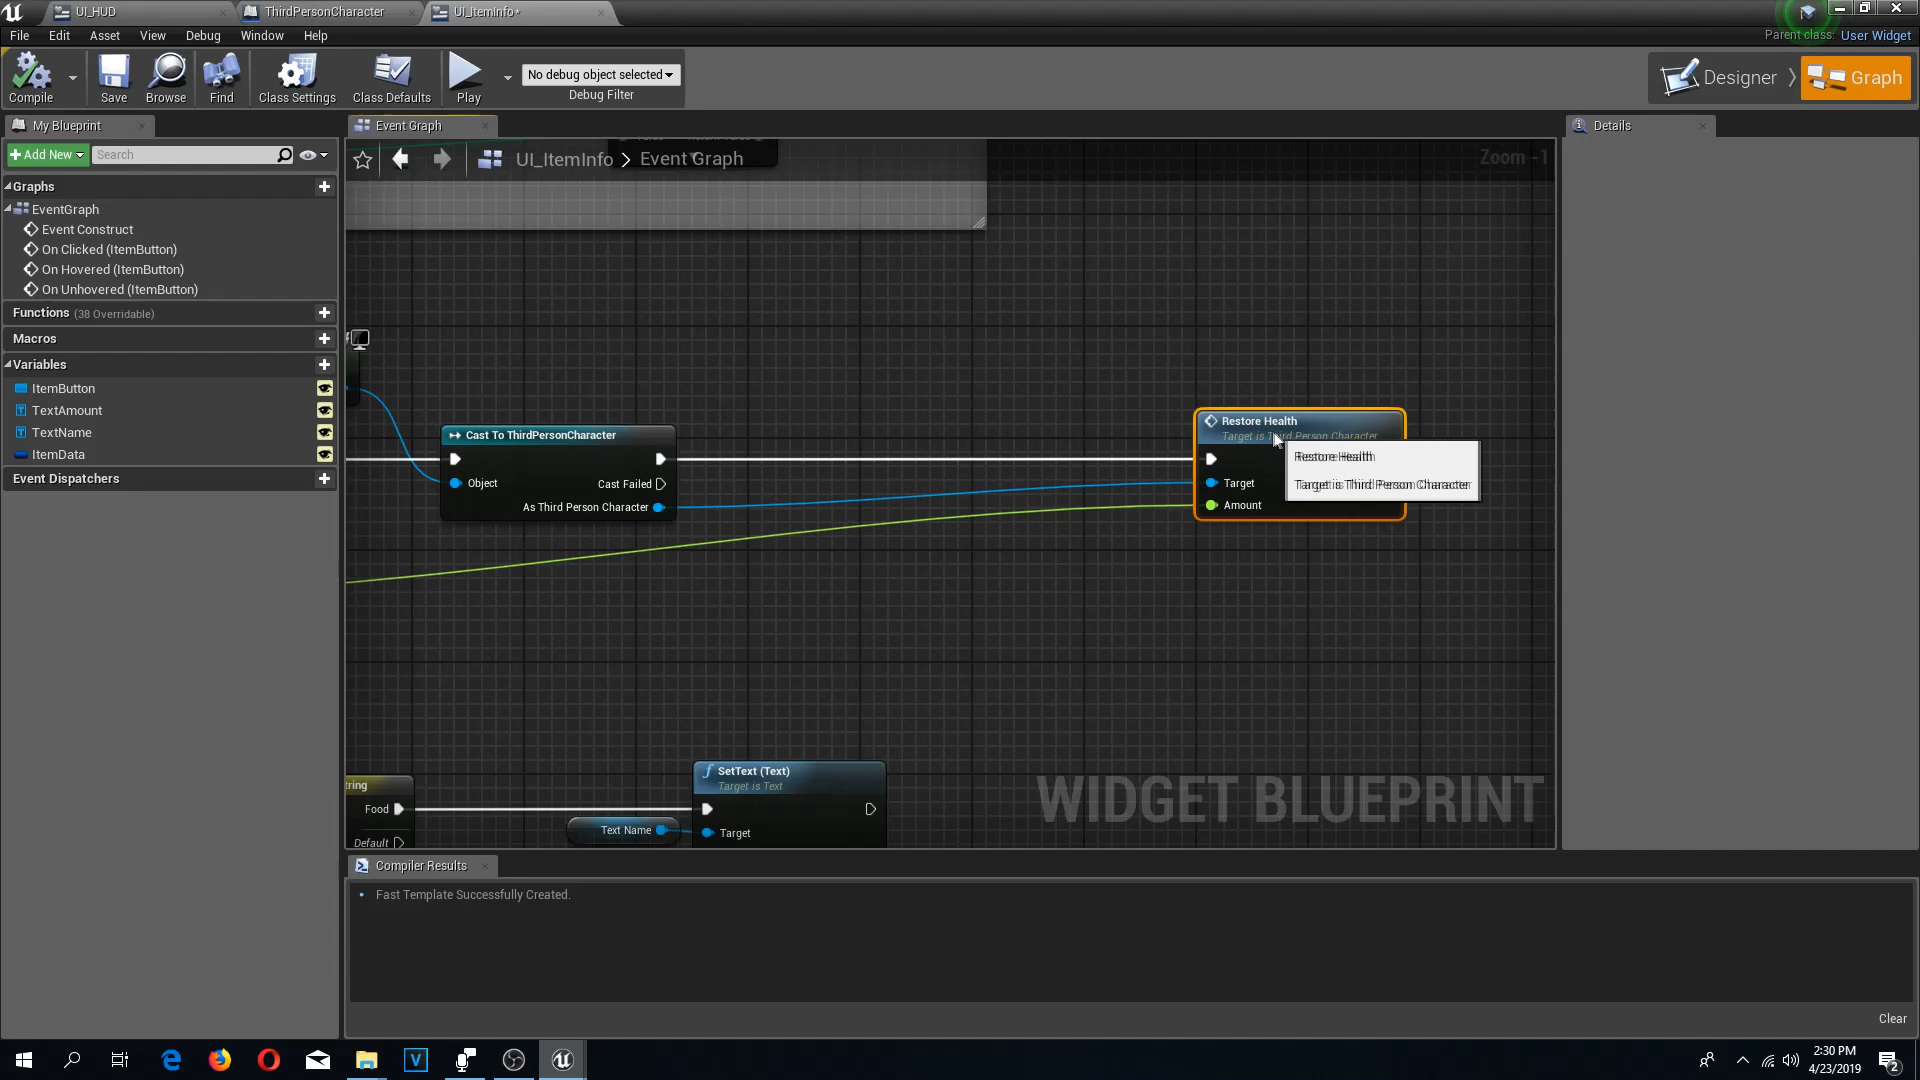 UI_HUD
ThirdPersonCharacter
UI_ItemInfo*
File Edit Asset View Debug Window Help
Parent class: User Widget
Compile
Save
Browse
Find
Class Settings
Class Defaults
Play
No debug object selected
Debug Filter
Designer
Graph
My Blueprint
Event Graph
Details
Add New
Search
UI_ItemInfo > Event Graph
Zoom -1
Graphs
EventGraph
Event Construct
On Clicked (ItemButton)
On Hovered (ItemButton)
On Unhovered (ItemButton)
Functions (38 Overridable)
Macros
Variables
ItemButton
TextAmount
TextName
ItemData
Event Dispatchers
Cast To ThirdPersonCharacter
Object
Cast Failed
As Third Person Character
Restore Health
Target is Third Person Character
Target
Amount
Restore Health
Target is Third Person Character
tring
Food
Default
Text Name
SetText (Text)
Target is Text
Target
WIDGET BLUEPRINT
Compiler Results
Fast Template Successfully Created.
Clear
2:30 PM
4/23/2019
2